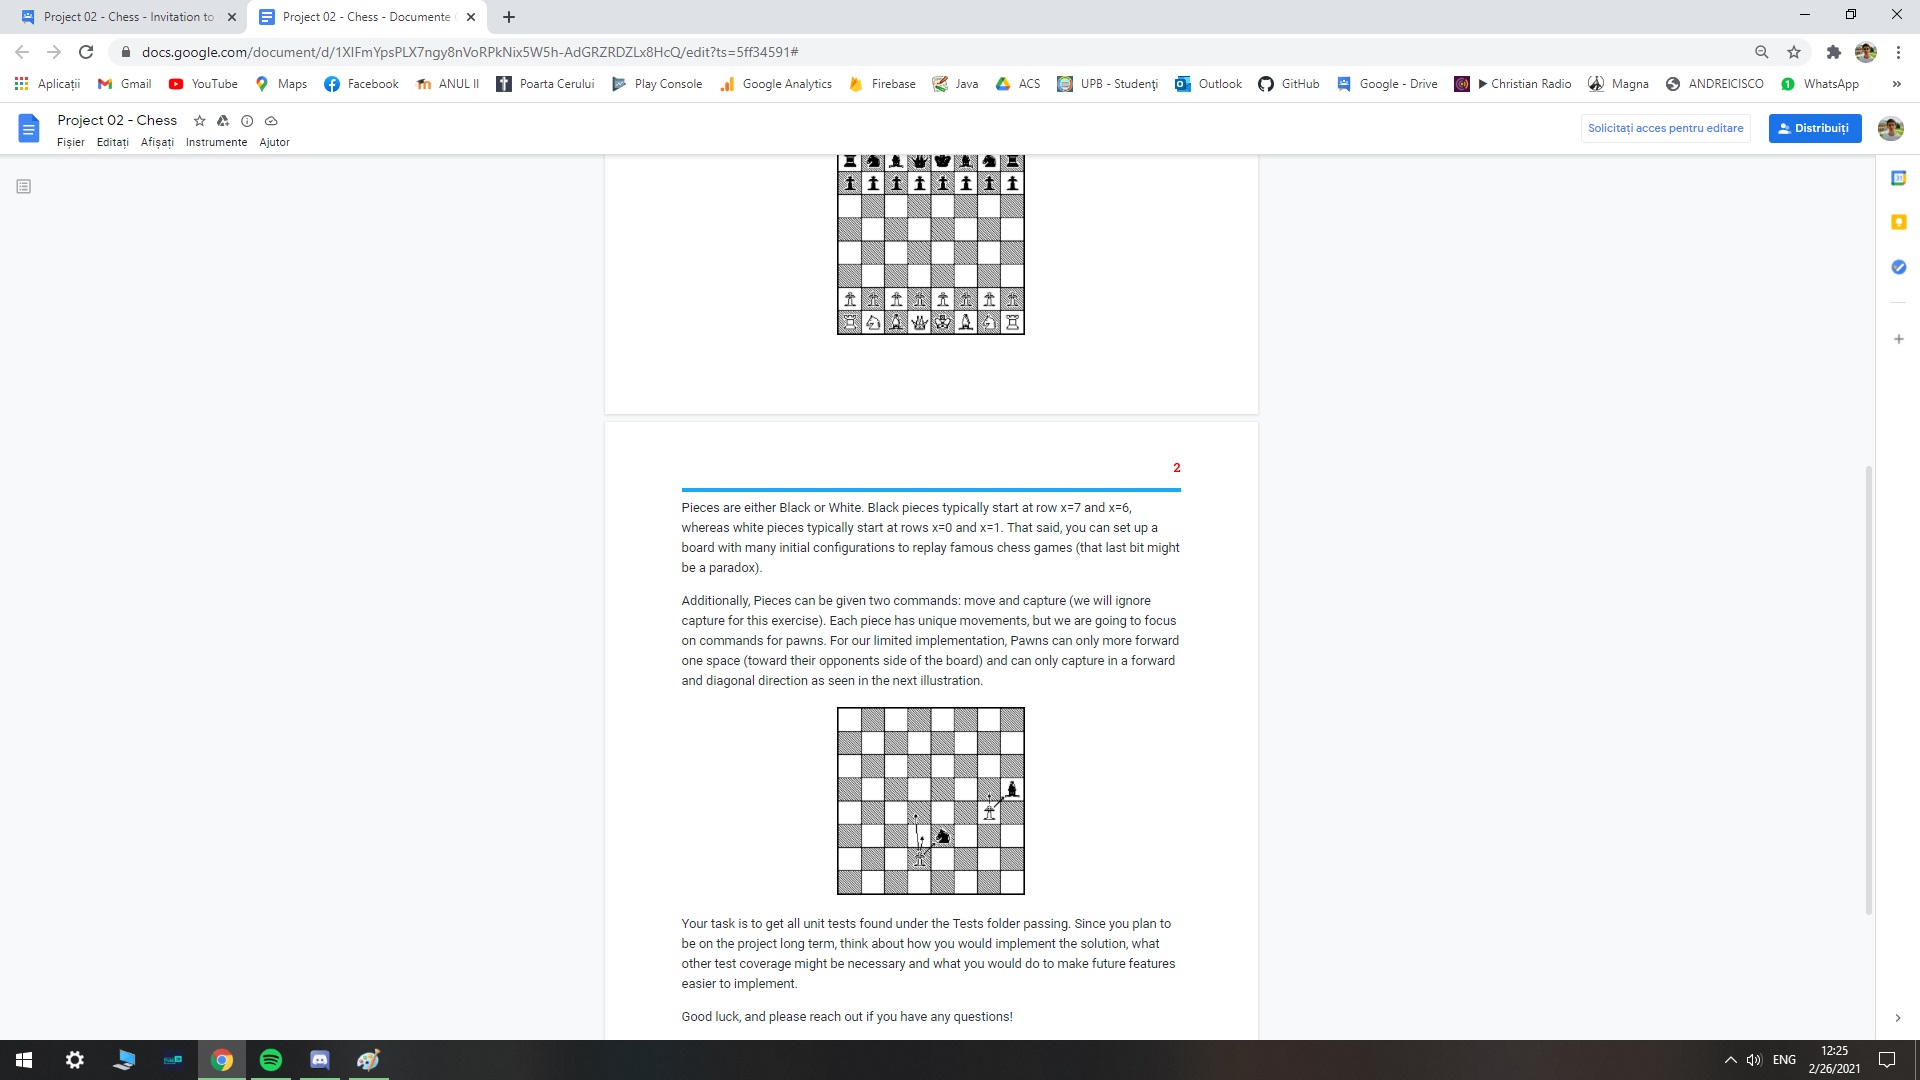 Project 02 - Chess - Invitation to
Project 02 - Chess - Documente
docs.google.com/document/d/1XIFmYpsPLX7ngy8nVoRPkNix5W5h-AdGRZRDZLx8HcQ/edit?ts=5ff34591#
Aplicații Gmail YouTube Maps Facebook ANUL II Poarta Cerului Play Console Google Analytics Firebase Java ACS UPB - Studenți Outlook GitHub Google - Drive ▶ Christian Radio Magna ANDREICISCO WhatsApp »
Project 02 - Chess
Fișier Editați Afișați Instrumente Ajutor
Solicitați acces pentru editare
Distribuiți
2
Pieces are either Black or White. Black pieces typically start at row x=7 and x=6,
whereas white pieces typically start at rows x=0 and x=1. That said, you can set up a
board with many initial configurations to replay famous chess games (that last bit might
be a paradox).
Additionally, Pieces can be given two commands: move and capture (we will ignore
capture for this exercise). Each piece has unique movements, but we are going to focus
on commands for pawns. For our limited implementation, Pawns can only more forward
one space (toward their opponents side of the board) and can only capture in a forward
and diagonal direction as seen in the next illustration.
Your task is to get all unit tests found under the Tests folder passing. Since you plan to
be on the project long term, think about how you would implement the solution, what
other test coverage might be necessary and what you would do to make future features
easier to implement.
Good luck, and please reach out if you have any questions!
ENG
12:25
2/26/2021